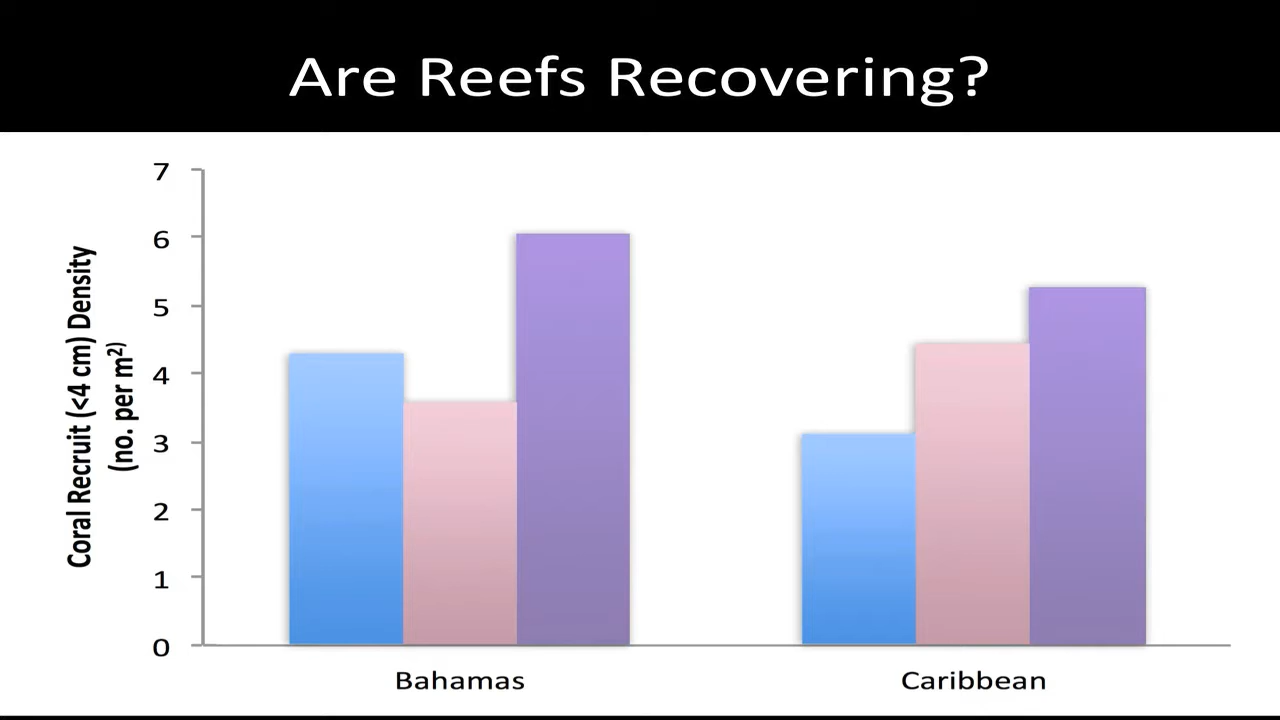 Are Reefs Recovering?
7
6
5
4
3
2
1
0
Coral Recruit (<4 cm) Density
(no. per m²)
Bahamas
Caribbean